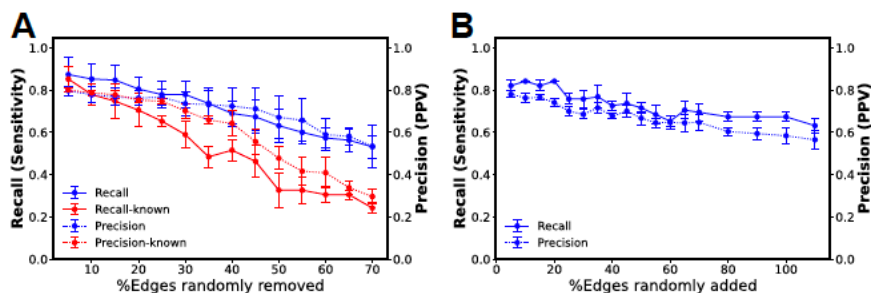 A
1.0
0.8
0.6
0.4
0.2
0.0
Recall (Sensitivity)
Recall
Recall-known
Precision
Precision-known
1.0
0.8
0.6
0.4
0.2
0.0
Precision (PPV)
10 20 30 40 50 60 70
%Edges randomly removed
B
1.0
0.8
0.6
0.4
0.2
0.0
Recall (Sensitivity)
Recall
Precision
1.0
0.8
0.6
0.4
0.2
0.0
Precision (PPV)
0 20 40 60 80 100
%Edges randomly added